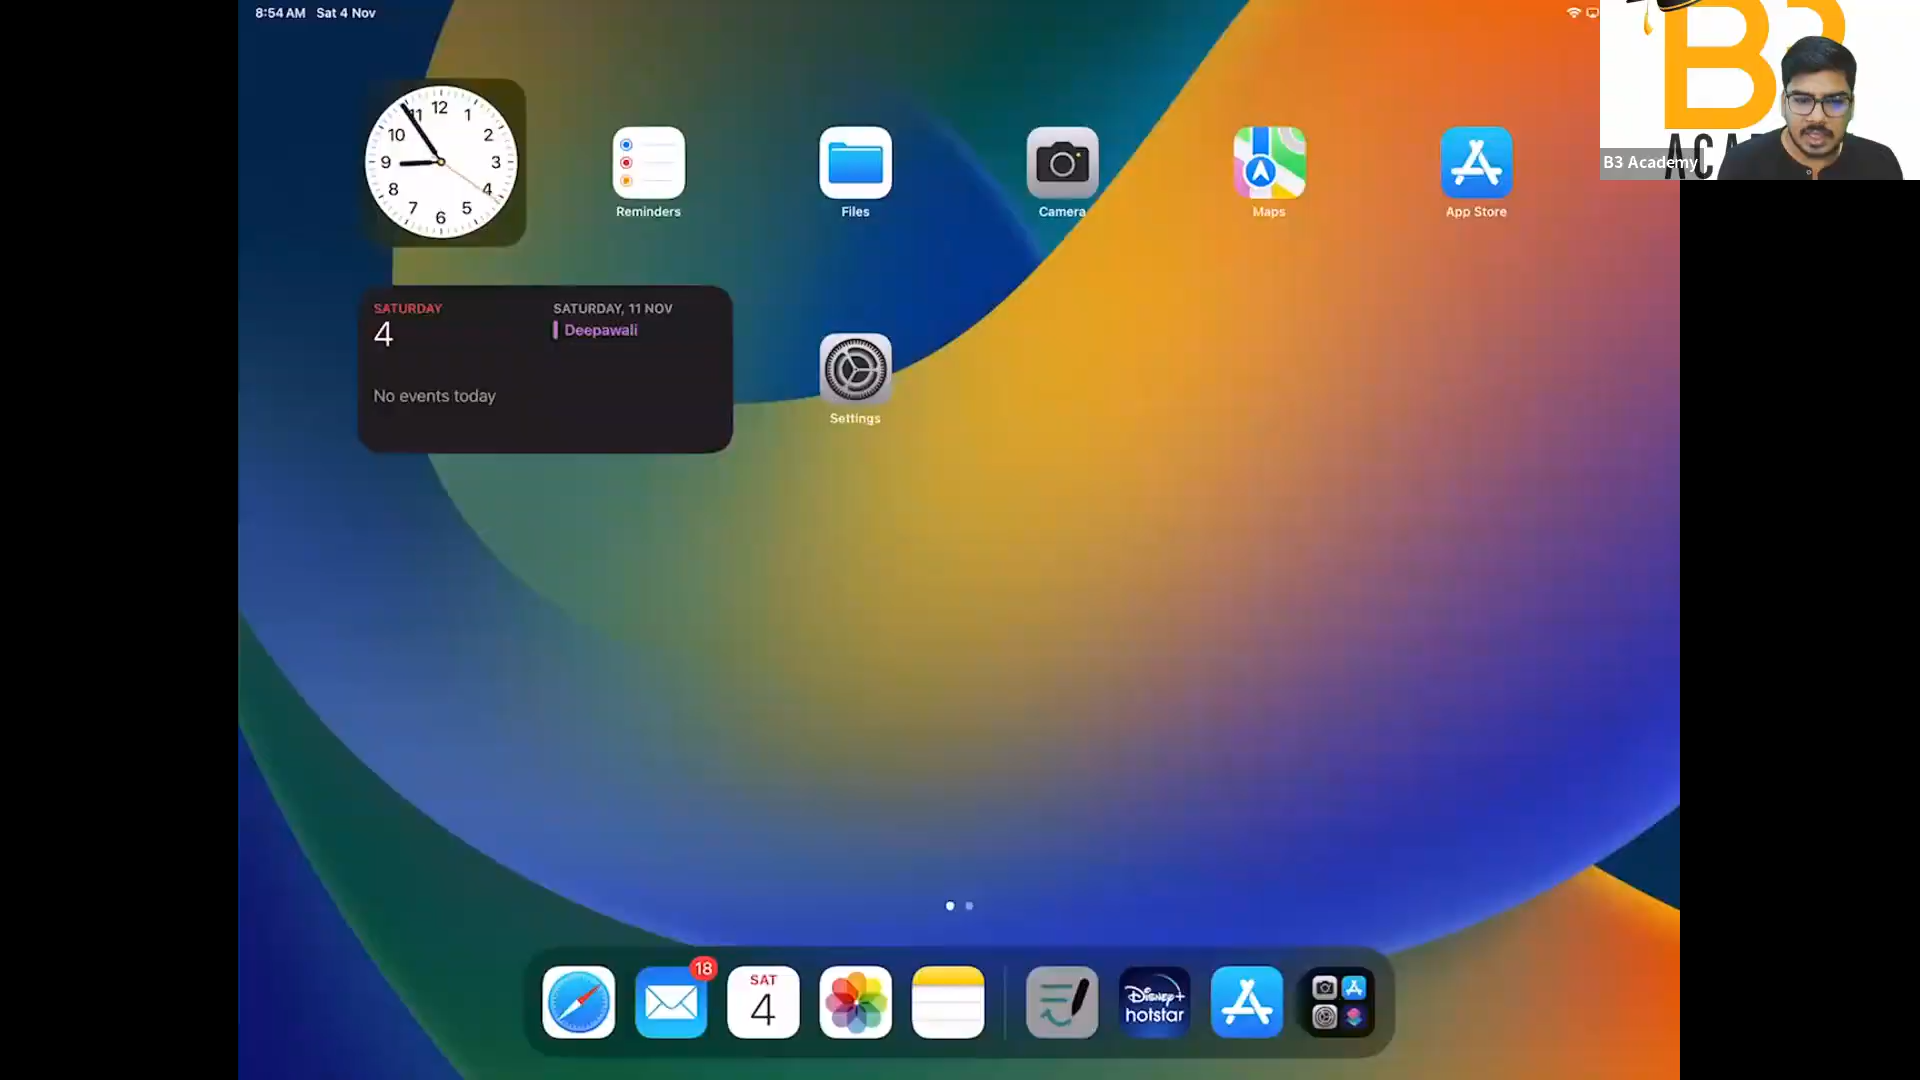 8:54 AM Sat 4 Nov
B3
ACA
B3 Academy
12
11
1
10
2
9
3
8
4
7
5
6
Reminders
Files
Camera
Maps
App Store
SATURDAY
4
No events today
SATURDAY, 11 NOV
Deepawali
Settings
18
SAT
4
Disney+
hotstar